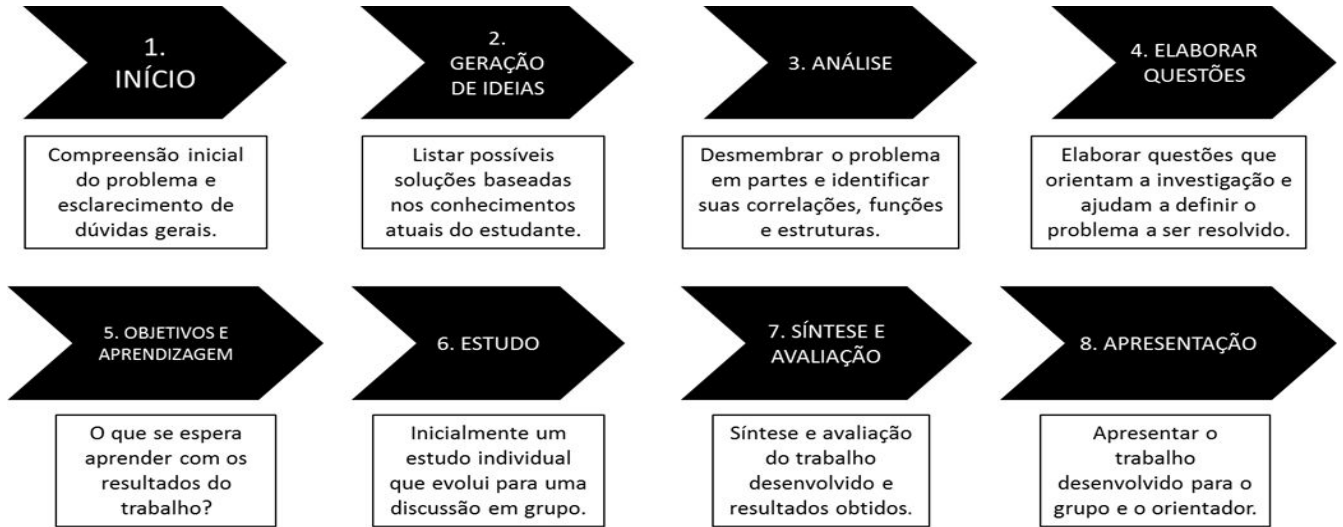 1.
INÍCIO
2.
GERAÇÃO
DE IDEIAS
3. ANÁLISE
4. ELABORAR
QUESTÕES
Compreensão inicial
do problema e
esclarecimento de
dúvidas gerais.
Listar possíveis
soluções baseadas
nos conhecimentos
atuais do estudante.
Desmembrar o problema
em partes e identificar
suas correlações, funções
e estruturas.
Elaborar questões que
orientam a investigação e
ajudam a definir o
problema a ser resolvido.
5. OBJETIVOS E
APRENDIZAGEM
6. ESTUDO
7. SÍNTESE E
AVALIAÇÃO
8. APRESENTAÇÃO
O que se espera
aprender com os
resultados do
trabalho?
Inicialmente um
estudo individual
que evolui para uma
discussão em grupo.
Síntese e avaliação
do trabalho
desenvolvido e
resultados obtidos.
Apresentar o
trabalho
desenvolvido para o
grupo e o orientador.